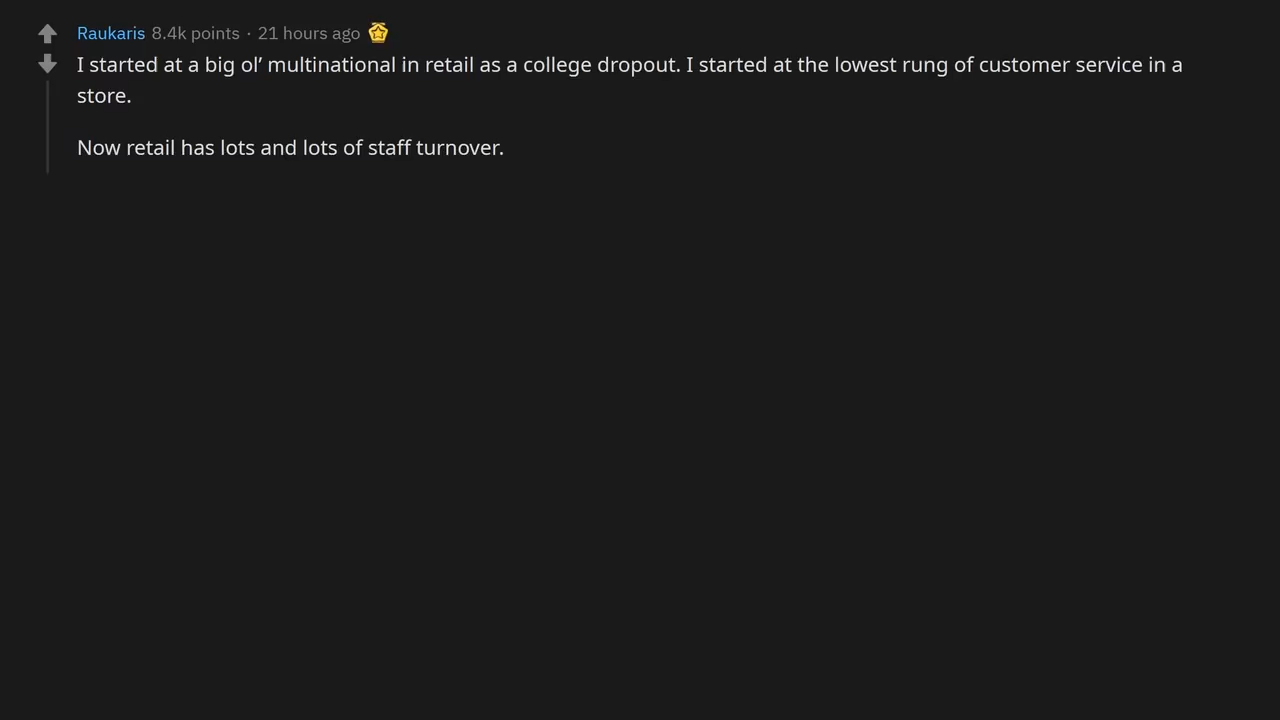 Raukaris 8.4k points · 21 hours ago
I started at a big ol’ multinational in retail as a college dropout. I started at the lowest rung of customer service in a
store.
Now retail has lots and lots of staff turnover.